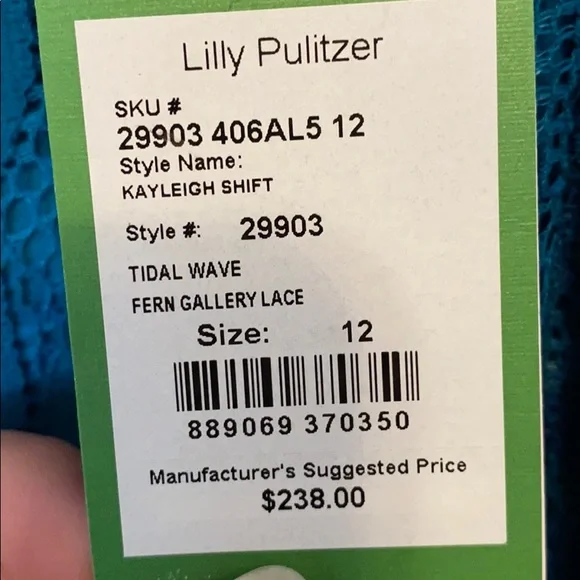 Lilly Pulitzer
SKU #
29903 406AL5 12
Style Name:
KAYLEIGH SHIFT
Style #: 29903
TIDAL WAVE
FERN GALLERY LACE
Size: 12
889069 370350
Manufacturer's Suggested Price
$238.00